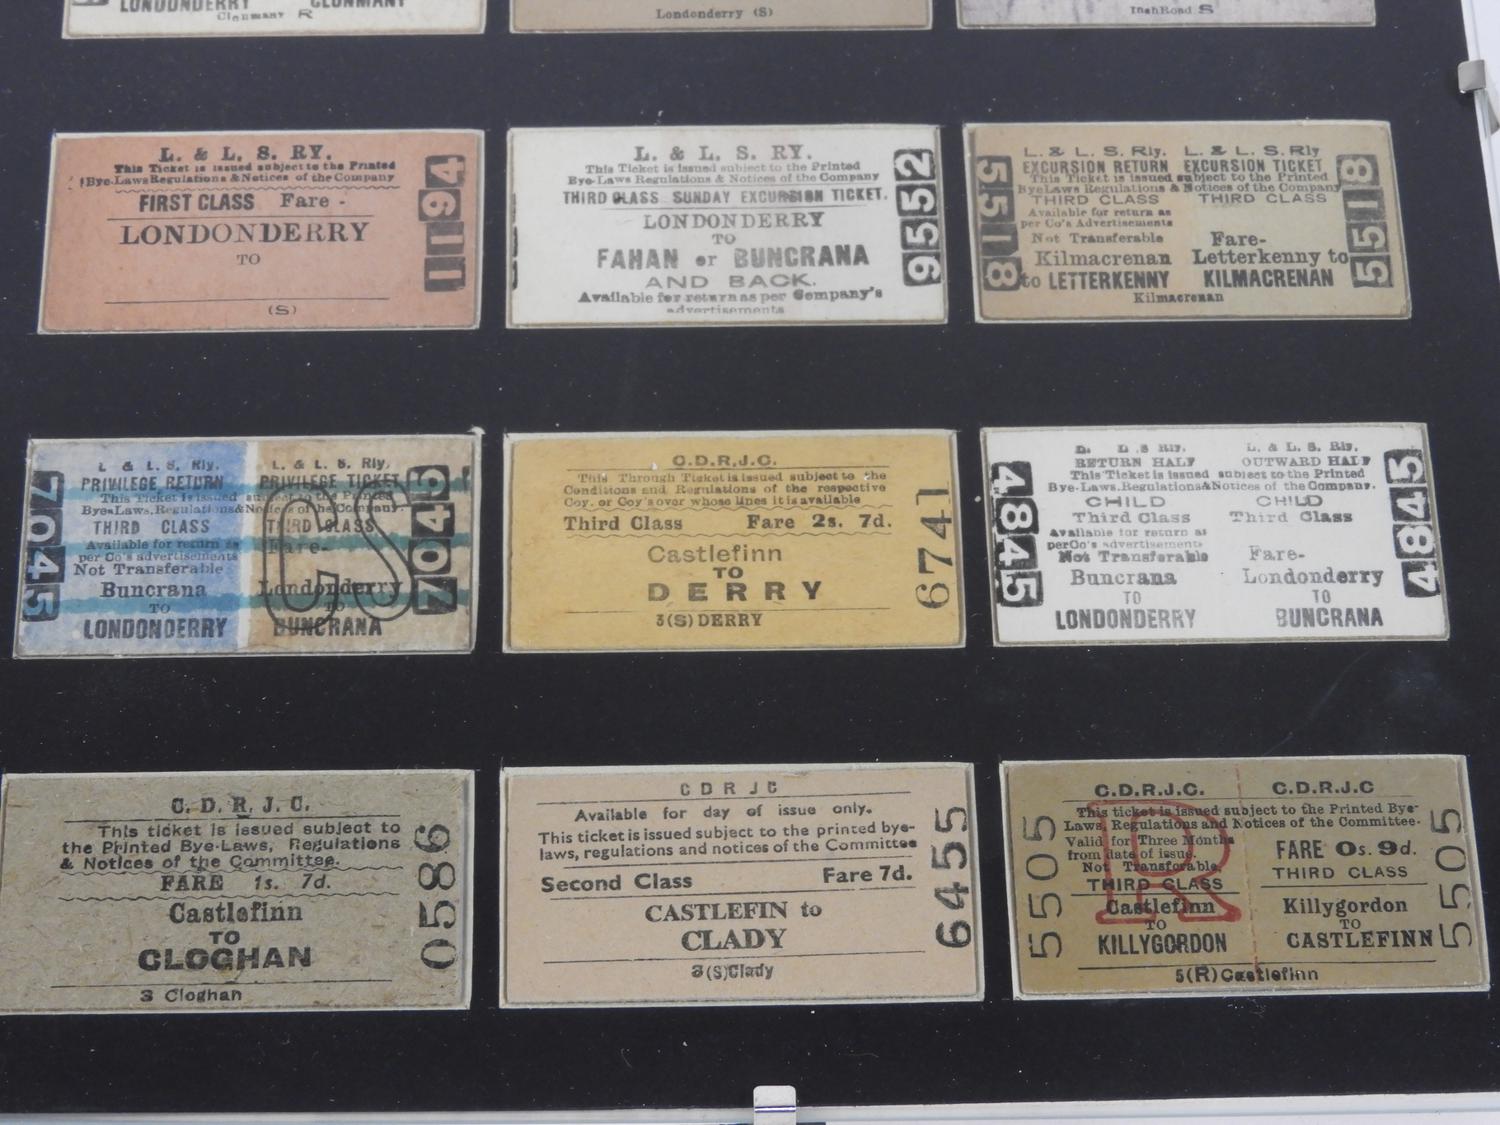 LONDONDERRY CLONMANY
Clonmany R
Londonderry (S)
InchRoad S
L. & L. S. RY.
This Ticket is issued subject to the Printed
Bye-Laws Regulations & Notices of the Company
FIRST CLASS Fare -
LONDONDERRY
TO
(S)
1194
L. & L. S. RY.
This Ticket is issued subject to the Printed
Bye-Laws Regulations & Notices of the Company
THIRD CLASS SUNDAY EXCURSION TICKET.
LONDONDERRY
TO
FAHAN or BUNCRANA
AND BACK.
Available for return as per Company's
advertisements
9552
5518
L. & L. S. Rly. L. & L. S. Rly
EXCURSION RETURN EXCURSION TICKET
This Ticket is issued subject to the Printed
Bye Laws Regulations & Notices of the Company
THIRD CLASS THIRD CLASS
Available for return as
per Co's Advertisements
Not Transferable Fare-
Kilmacrenan Letterkenny to
to LETTERKENNY KILMACRENAN
Kilmacrenan
5518
7045
L & L. S. Rly. L. & L. S. Rly,
PRIVILEGE RETURN PRIVILEGE TICKET
This Ticket is issued subject to the Printed
Bye-Laws, Regulations & Notices of the Company.
THIRD CLASS THIRD CLASS
Available for return as Fare-
per Co's advertisements
Not Transferable
Buncrana Londonderry
TO TO
LONDONDERRY BUNCRANA
CS
7045
C.D.R.J.C.
This Through Ticket is issued subject to the
Conditions and Regulations of the respective
Coy. or Coy's over whose lines it is available
Third Class Fare 2s. 7d.
Castlefinn
TO
DERRY
3(S) DERRY
6741
4845
L. & L. S. Rly,
RETURN HALF OUTWARD HALF
This Ticket is issued subject to the Printed
Bye-Laws, Regulations & Notices of the Company.
CHILD CHILD
Third Class Third Class
Available for return as
per Co's advertisements
Not Transferable Fare-
Buncrana Londonderry
TO TO
LONDONDERRY BUNCRANA
4845
C. D. R. J. C.
This ticket is issued subject to
the Printed Bye-Laws, Regulations
& Notices of the Committee.
FARE 1s. 7d.
Castlefinn
TO
CLOGHAN
3 Cloghan
0586
C D R J C
Available for day of issue only.
This ticket is issued subject to the printed bye-
laws, regulations and notices of the Committee
Second Class Fare 7d.
CASTLEFIN to
CLADY
3(S)Clady
6455
5505
C.D.R.J.C. C.D.R.J.C
This ticket is issued subject to the Printed Bye-
Laws, Regulations and Notices of the Committee.
Valid for Three Months
from date of issue. FARE 0s. 9d.
Not Transferable,
THIRD CLASS THIRD CLASS
Castlefinn Killygordon
TO TO
KILLYGORDON CASTLEFINN
5(R) Castlefinn
R
5505